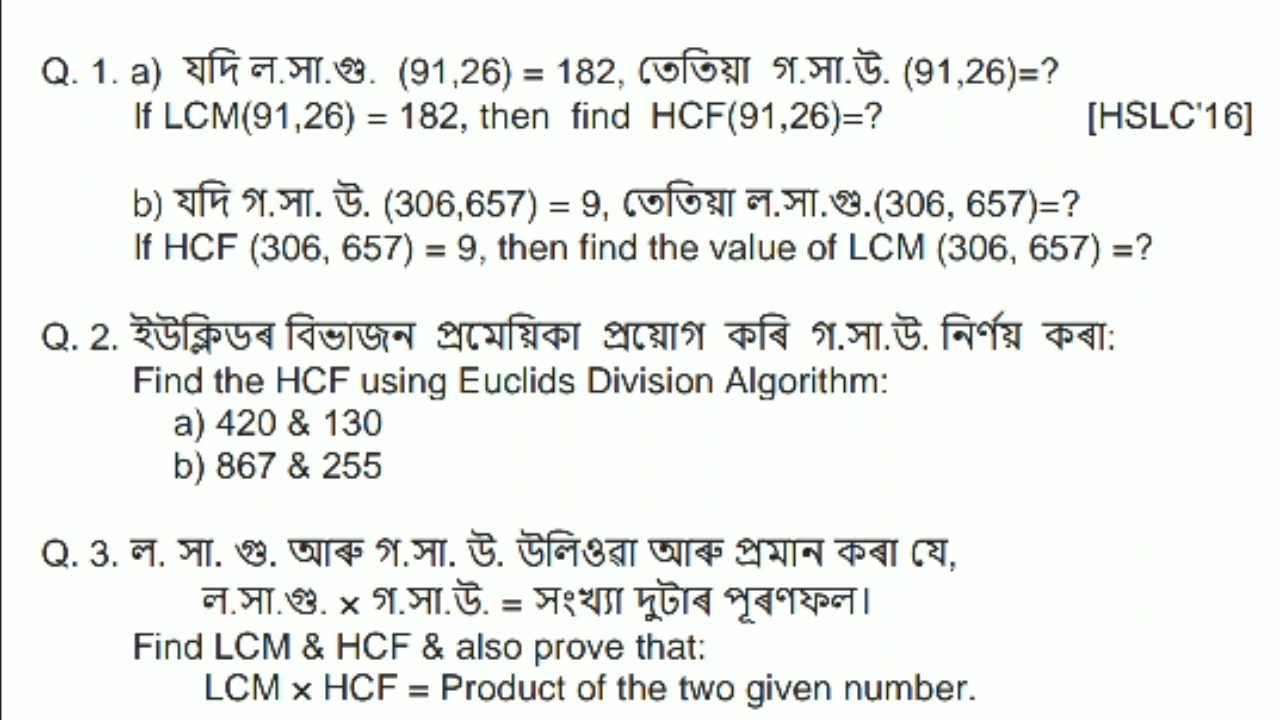 Q. 1. a) যদি ল.সা.গু. (91,26) = 182, তেতিয়া গ.সা.উ. (91,26)=?
If LCM(91,26) = 182, then find HCF(91,26)=? [HSLC'16]
b) যদি গ.সা. উ. (306,657) = 9, তেতিয়া ল.সা.গু.(306, 657)=?
If HCF (306, 657) = 9, then find the value of LCM (306, 657) =?
Q. 2. ইউক্লিডৰ বিভাজন প্ৰমেয়িকা প্ৰয়োগ কৰি গ.সা.উ. নিৰ্ণয় কৰা:
Find the HCF using Euclids Division Algorithm:
a) 420 & 130
b) 867 & 255
Q. 3. ল. সা. গু. আৰু গ.সা. উ. উলিওৱা আৰু প্ৰমান কৰা যে,
ল.সা.গু. × গ.সা.উ. = সংখ্যা দুটাৰ পূৰণফল।
Find LCM & HCF & also prove that:
LCM × HCF = Product of the two given number.